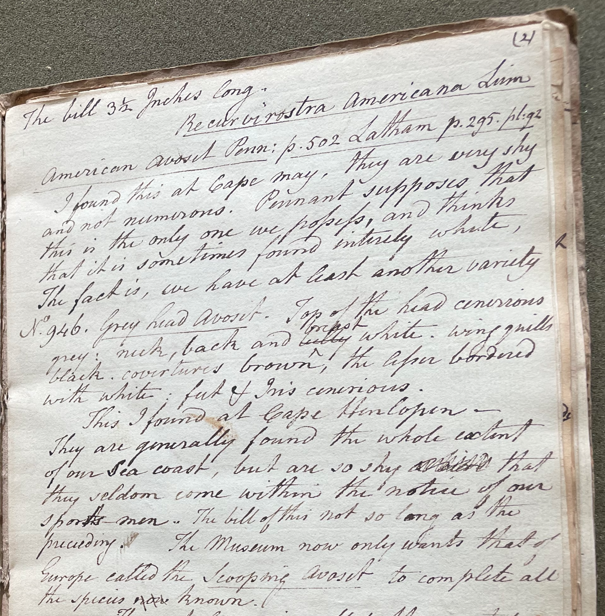 (2)
The bill 3½ Inches long.
Recurvirostra Americana Linn
American Avoset Penn: p. 502 Latham p. 295. pl. 92
I found this at Cape may, they are very shy
and not numerous. Pennant supposes that
this is the only one we possess, and thinks
that it is sometimes found intirely white,
The fact is, we have at least another variety
No. 946. Grey head Avoset. Top of the head cenerious
grey; neck, back and belly breast white. wing quills
black. covertures brown, the lesser bordered
with white; feet & Iris cenerious.
This I found at Cape Henlopen –
They are generally found the whole extent
of our Sea coast, but are so shy that
they seldom come within the notice of our
sports men. The bill of this not so long as the
preceding. The Museum now only wants that of
Europe called the Scooping Avoset to complete all
the species known.